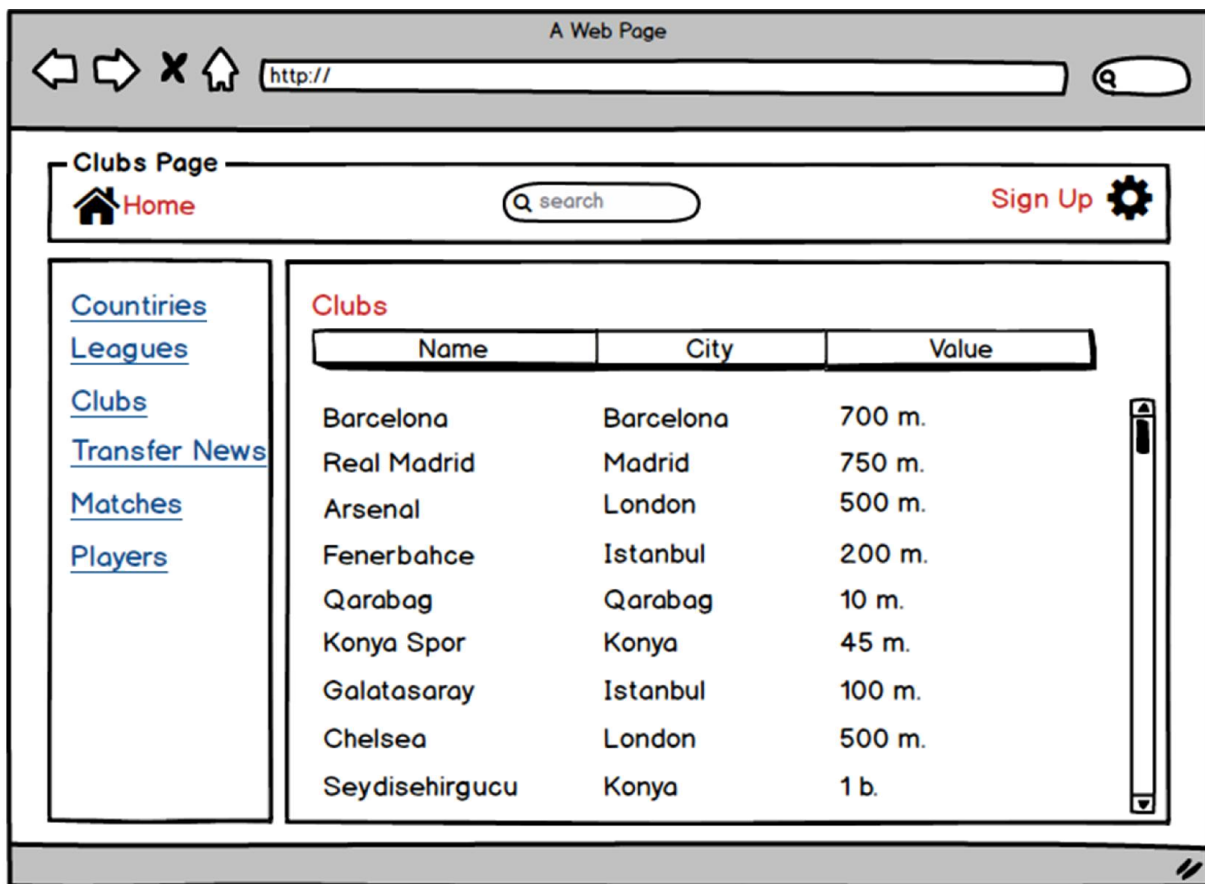 A Web Page
http://
Clubs Page
Home
search
Sign Up
Countiries
Leagues
Clubs
Transfer News
Matches
Players
Clubs
Name City Value
Barcelona Barcelona 700 m.
Real Madrid Madrid 750 m.
Arsenal London 500 m.
Fenerbahce Istanbul 200 m.
Qarabag Qarabag 10 m.
Konya Spor Konya 45 m.
Galatasaray Istanbul 100 m.
Chelsea London 500 m.
Seydisehirgucu Konya 1 b.